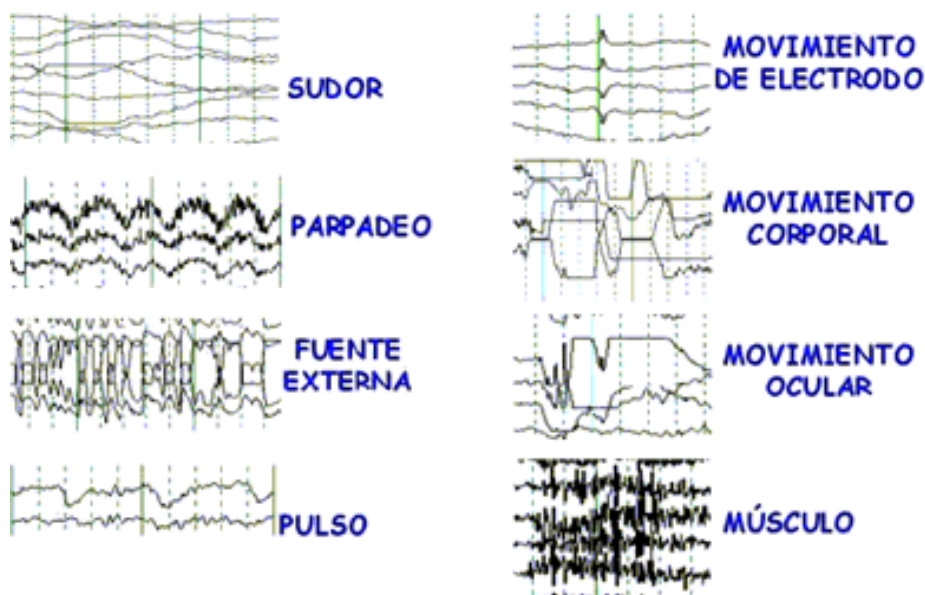 SUDOR
PARPADEO
FUENTE
EXTERNA
PULSO
MOVIMIENTO
DE ELECTRODO
MOVIMIENTO
CORPORAL
MOVIMIENTO
OCULAR
MÚSCULO